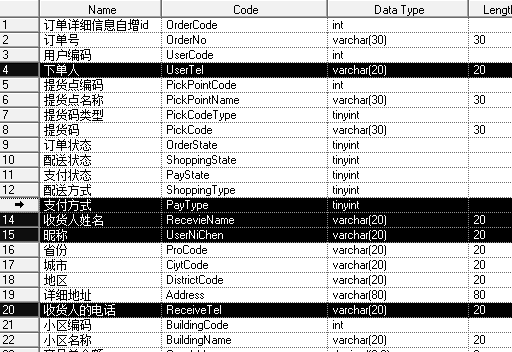 Name Code Data Type Length
1 订单详细信息自增id OrderCode int
2 订单号 OrderNo varchar(30) 30
3 用户编码 UserCode int
4 下单人 UserTel varchar(20) 20
5 提货点编码 PickPointCode int
6 提货点名称 PickPointName varchar(30) 30
7 提货码类型 PickCodeType tinyint
8 提货码 PickCode varchar(30) 30
9 订单状态 OrderState tinyint
10 配送状态 ShoppingState tinyint
11 支付状态 PayState tinyint
12 配送方式 ShoppingType tinyint
支付方式 PayType tinyint
14 收货人姓名 RecevieName varchar(20) 20
15 昵称 UserNiChen varchar(20) 20
16 省份 ProCode varchar(20) 20
17 城市 CiytCode varchar(20) 20
18 地区 DistrictCode varchar(20) 20
19 详细地址 Address varchar(80) 80
20 收货人的电话 ReceiveTel varchar(20) 20
21 小区编码 BuildingCode int
22 小区名称 BuildingName varchar(20) 20